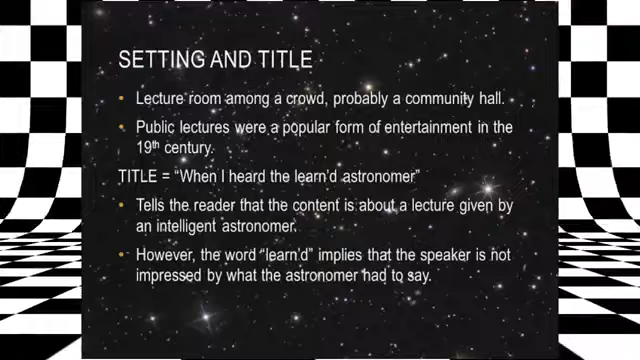 SETTING AND TITLE
• Lecture room among a crowd, probably a community hall.
• Public lectures were a popular form of entertainment in the
19th century.
TITLE = “When I heard the learn’d astronomer”
• Tells the reader that the content is about a lecture given by
an intelligent astronomer.
• However, the word “learn’d” implies that the speaker is not
impressed by what the astronomer had to say.